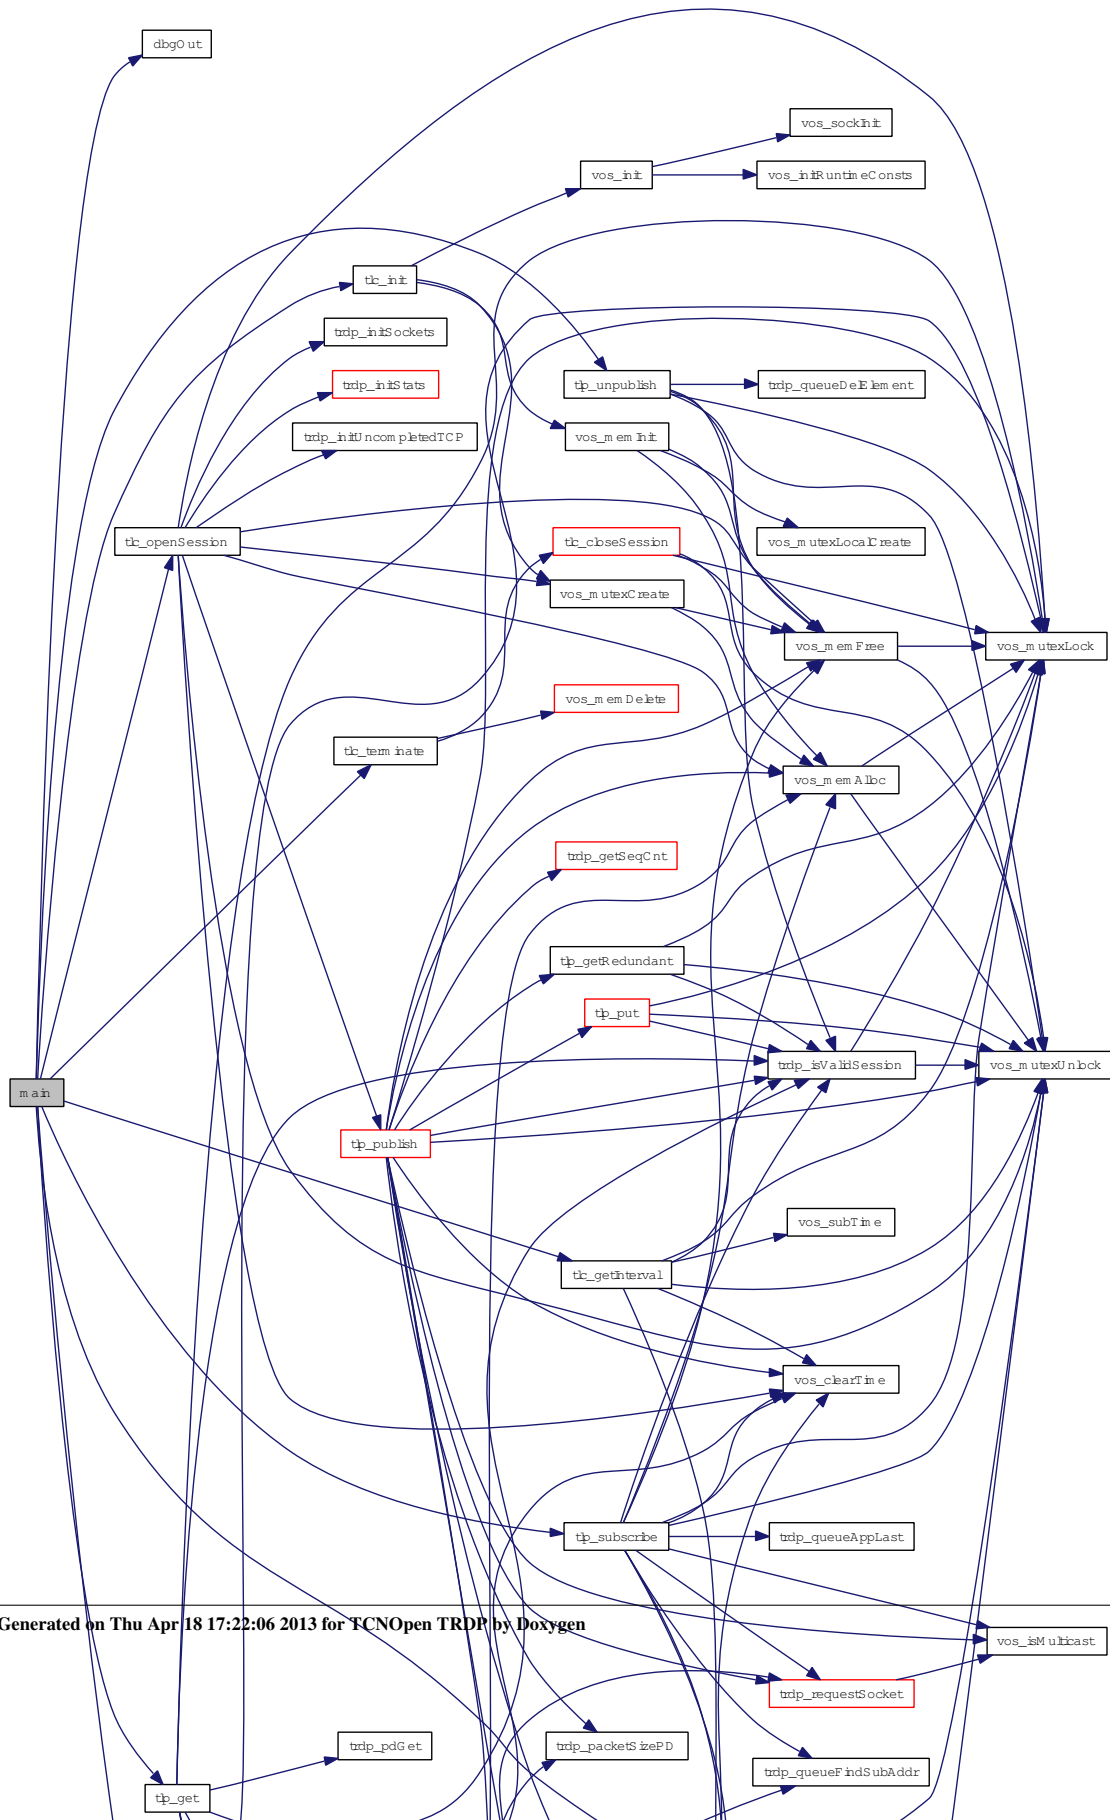 dbgOut
vos_sockInit
vos_init
vos_initRuntimeConsts
tlc_init
trdp_initSockets
trdp_initStats
tlp_unpublish
trdp_queueDelElement
trdp_initUncompletedTCP
vos_memInit
tlc_openSession
tlc_closeSession
vos_mutexLocalCreate
vos_mutexCreate
vos_memFree
vos_mutexLock
vos_memDelete
tlc_terminate
vos_memAlloc
trdp_getSeqCnt
tlp_getRedundant
tlp_put
trdp_isValidSession
vos_mutexUnlock
main
tlp_publish
vos_subTime
tlc_getInterval
vos_clearTime
tlp_subscribe
trdp_queueAppLast
Generated on Thu Apr 18 17:22:06 2013 for TCNOpen TRDP by Doxygen
vos_isMulticast
trdp_requestSocket
trdp_pdGet
trdp_packetSizePD
trdp_queueFindSubAddr
tlp_get